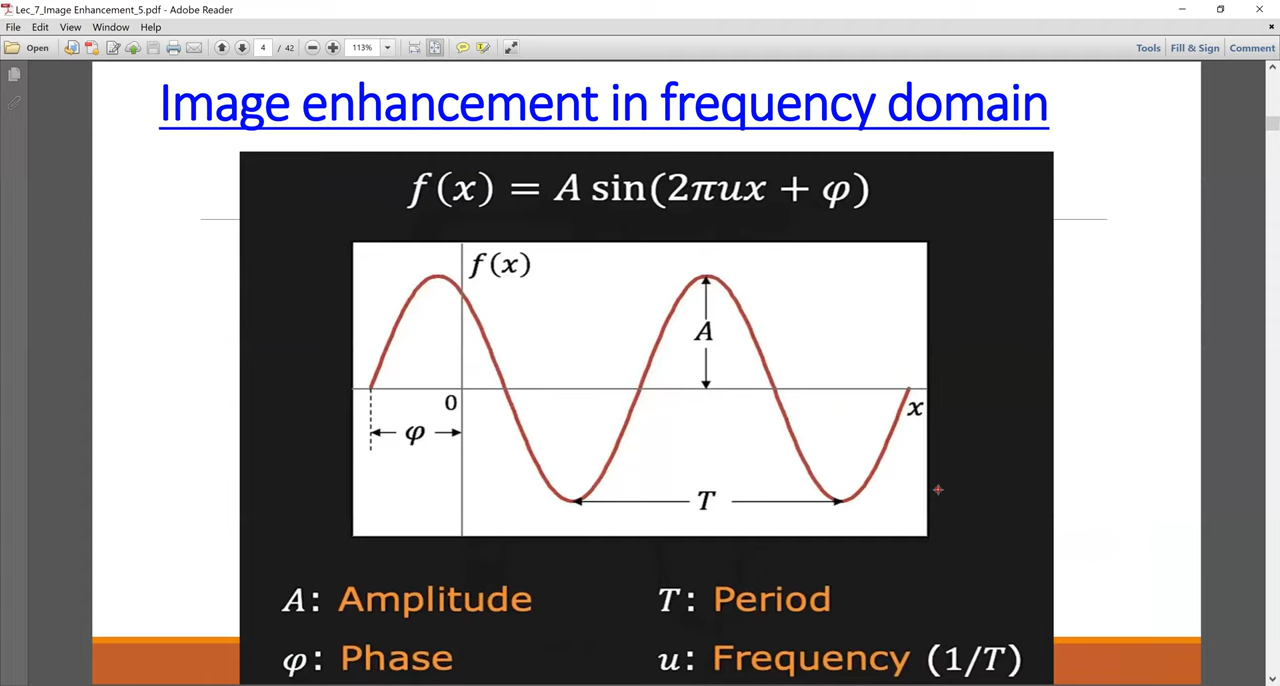 Lec_7_Image Enhancement_5.pdf - Adobe Reader
File Edit View Window Help
Open 4 / 42 113% Tools Fill & Sign Comment
Image enhancement in frequency domain
f(x) = A sin(2πux + φ)
f(x)
A
0
x
φ
T
A: Amplitude T: Period
φ: Phase u: Frequency (1/T)